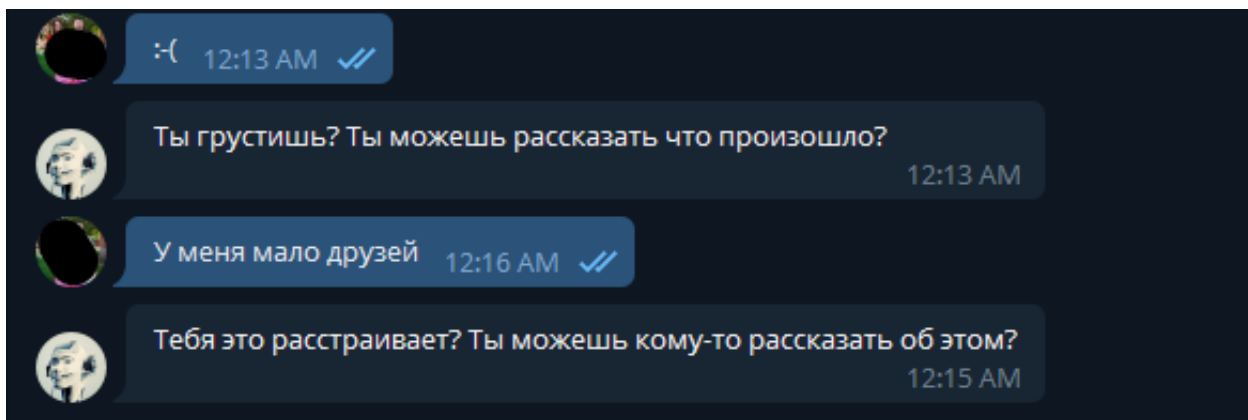 :-( 12:13 AM
Ты грустишь? Ты можешь рассказать что произошло?
12:13 AM
У меня мало друзей 12:16 AM
Тебя это расстраивает? Ты можешь кому-то рассказать об этом?
12:15 AM